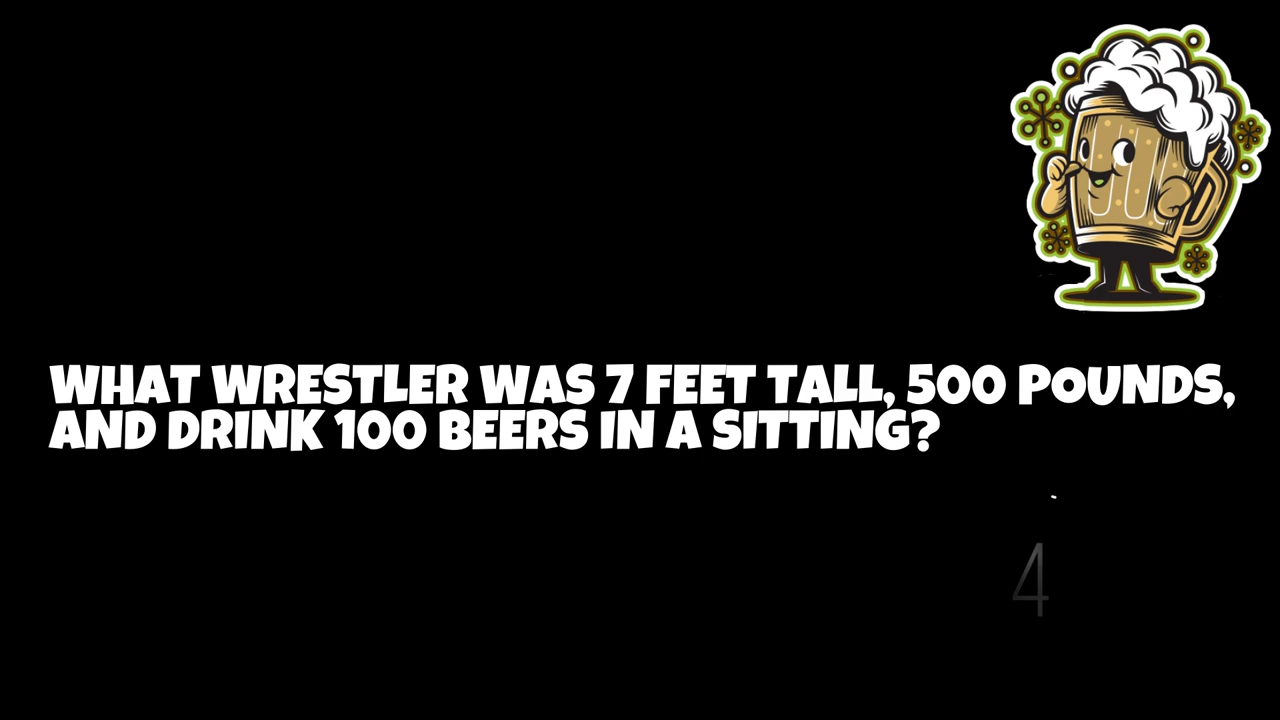 WHAT WRESTLER WAS 7 FEET TALL, 500 POUNDS,
AND DRINK 100 BEERS IN A SITTING?
4